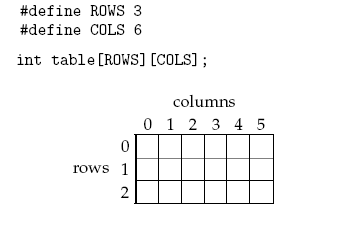 #define ROWS 3
#define COLS 6
int table[ROWS][COLS];
columns
0 1 2 3 4 5
0
rows 1
2